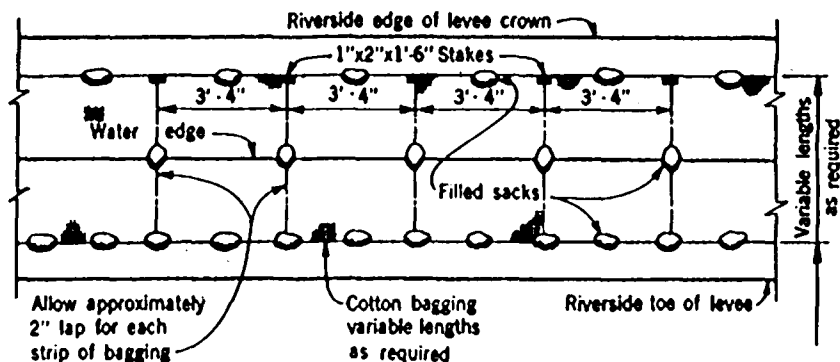 Riverside edge of levee crown
1"x2"x1'-6" Stakes
3'-4" 3'-4" 3'-4" 3'-4"
Water edge
Filled sacks
Variable lengths
as required
Allow approximately
2" lap for each
strip of bagging
Cotton bagging
variable lengths
as required
Riverside toe of levee